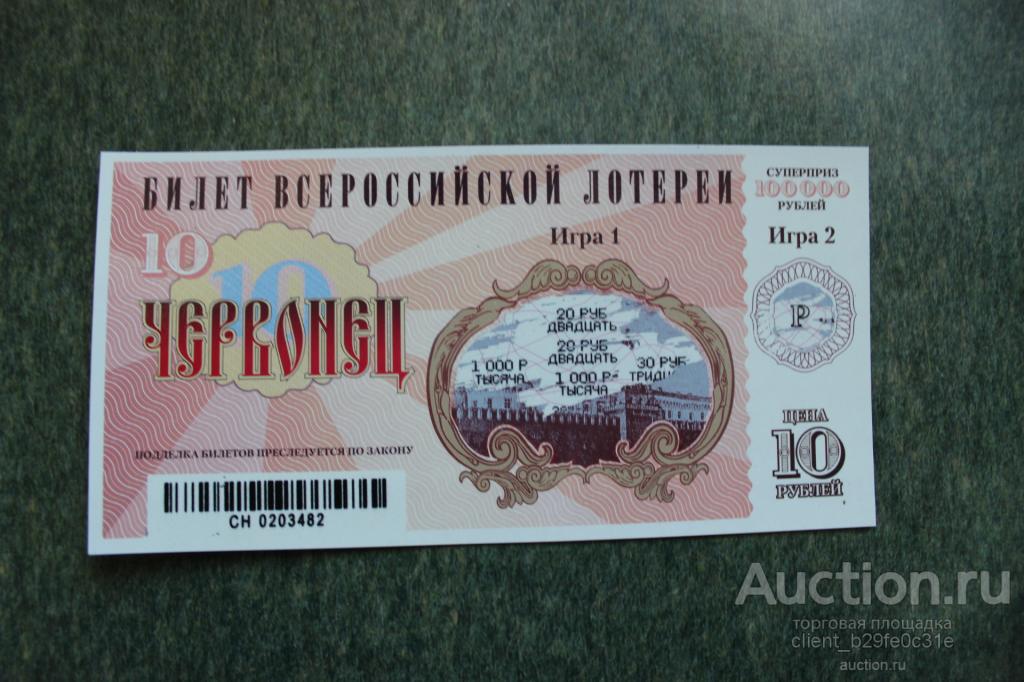 БИЛЕТ ВСЕРОССИЙСКОЙ ЛОТЕРЕИ
СУПЕРПРИЗ
100 000
РУБЛЕЙ
Игра 1
Игра 2
10
10
ЧЕРВОНЕЦ
20 РУБ
ДВАДЦАТЬ
20 РУБ
ДВАДЦАТЬ
1 000 Р
ТЫСЯЧА
1 000 Р
ТЫСЯЧА
30 РУБ
Р
ЦЕНА
10
РУБЛЕЙ
ПОДДЕЛКА БИЛЕТОВ ПРЕСЛЕДУЕТСЯ ПО ЗАКОНУ
СН 0203482
Auction.ru
торговая площадка
client_b29fe0c31e
auction.ru